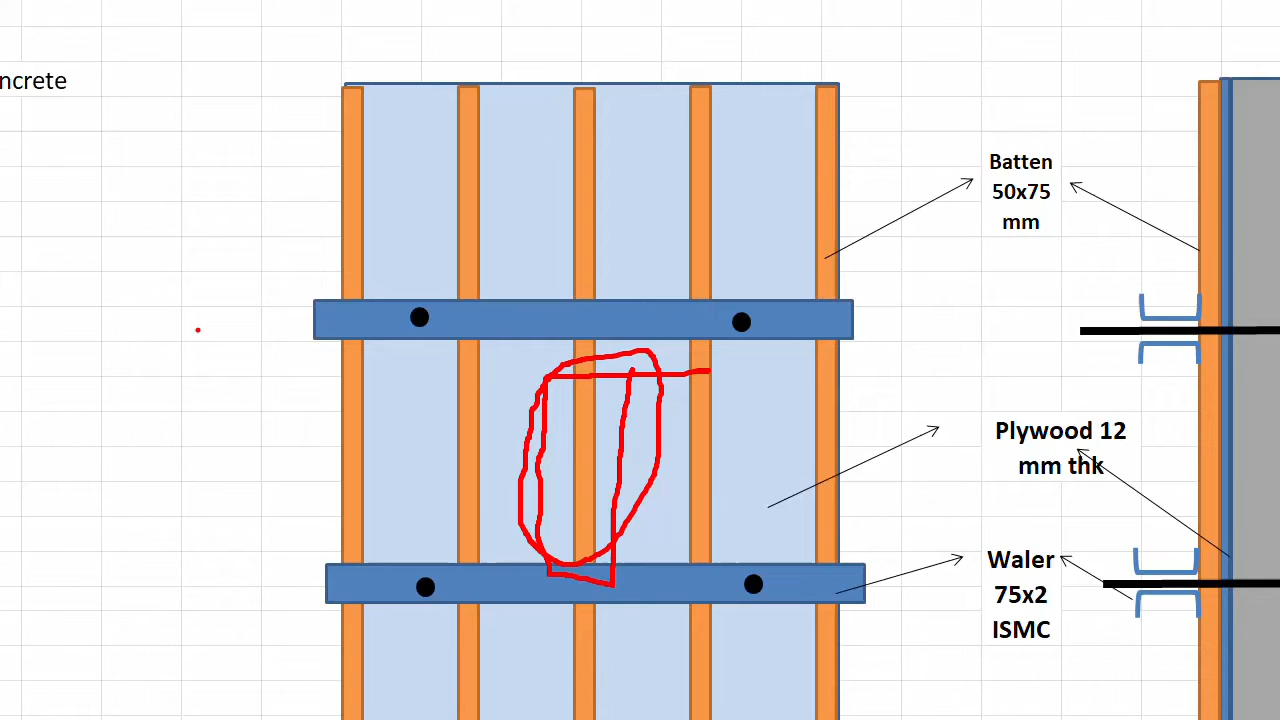 ncrete
Batten
50x75
mm
Plywood 12
mm thk
Waler
75x2
ISMC